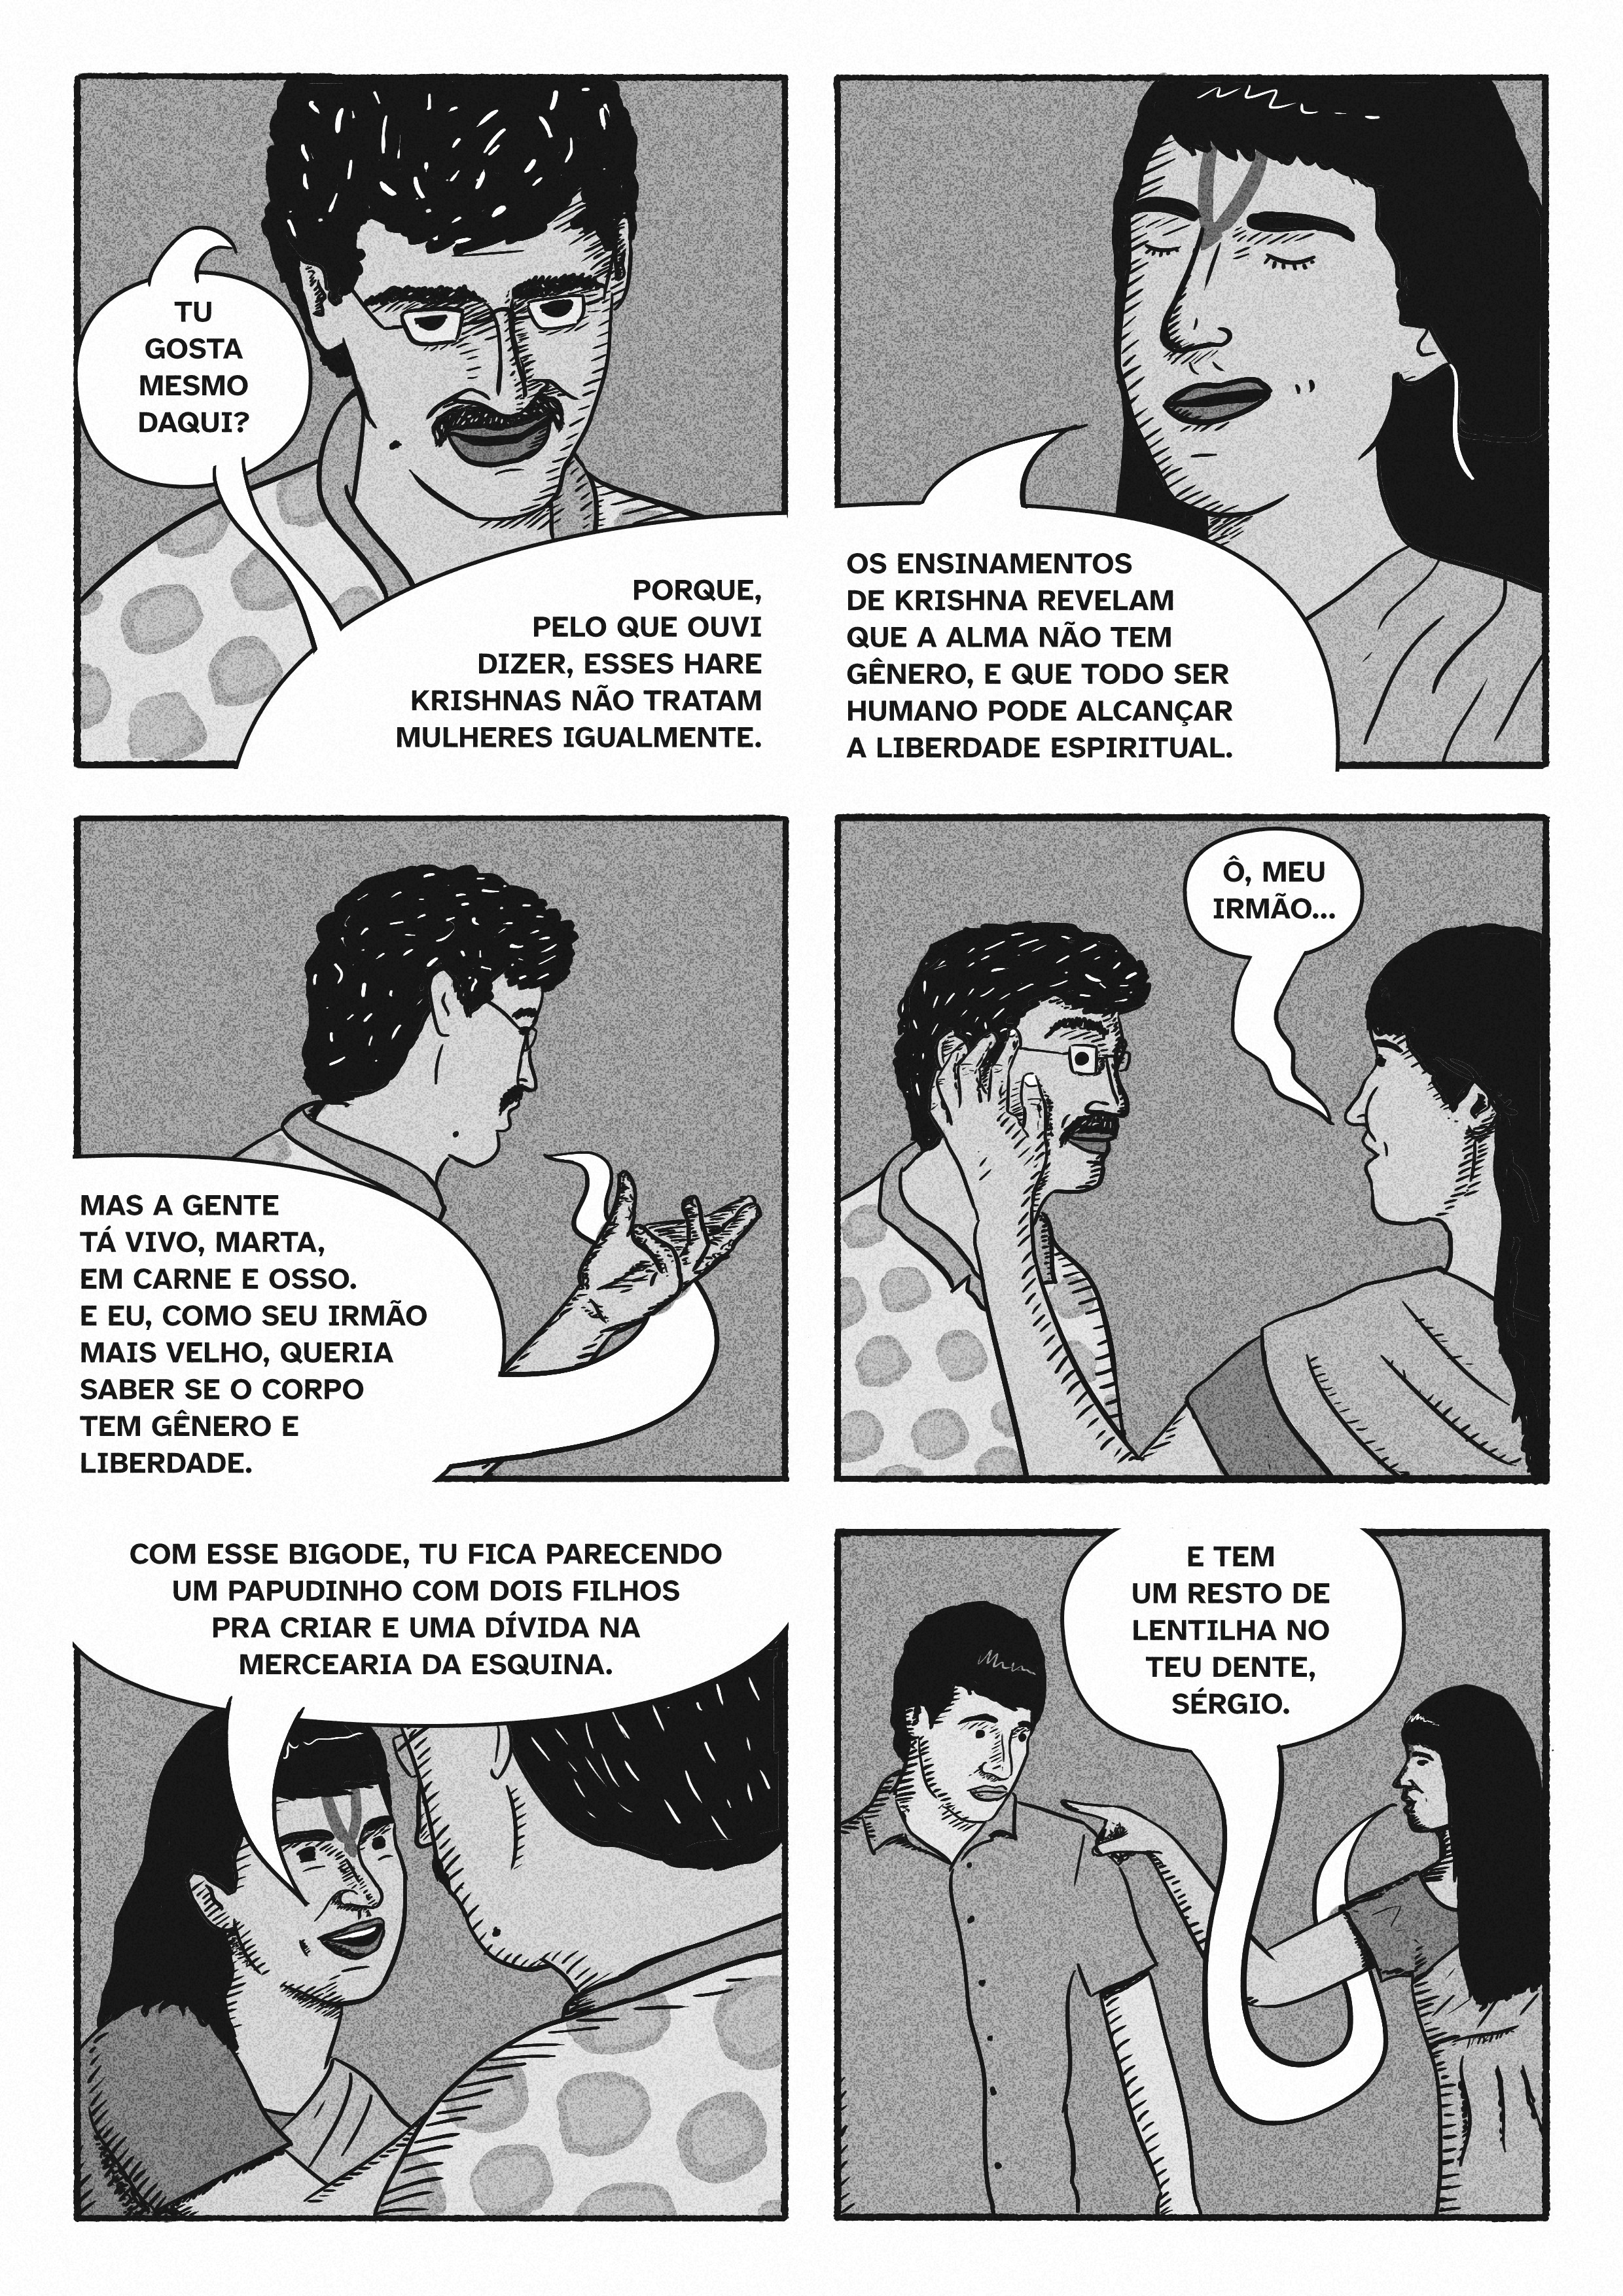 TU
GOSTA
MESMO
DAQUI?
PORQUE,
PELO QUE OUVI
DIZER, ESSES HARE
KRISHNAS NÃO TRATAM
MULHERES IGUALMENTE.
OS ENSINAMENTOS
DE KRISHNA REVELAM
QUE A ALMA NÃO TEM
GÊNERO, E QUE TODO SER
HUMANO PODE ALCANÇAR
A LIBERDADE ESPIRITUAL.
MAS A GENTE
TÁ VIVO, MARTA,
EM CARNE E OSSO.
E EU, COMO SEU IRMÃO
MAIS VELHO, QUERIA
SABER SE O CORPO
TEM GÊNERO E
LIBERDADE.
Ô, MEU
IRMÃO...
COM ESSE BIGODE, TU FICA PARECENDO
UM PAPUDINHO COM DOIS FILHOS
PRA CRIAR E UMA DÍVIDA NA
MERCEARIA DA ESQUINA.
E TEM
UM RESTO DE
LENTILHA NO
TEU DENTE,
SÉRGIO.